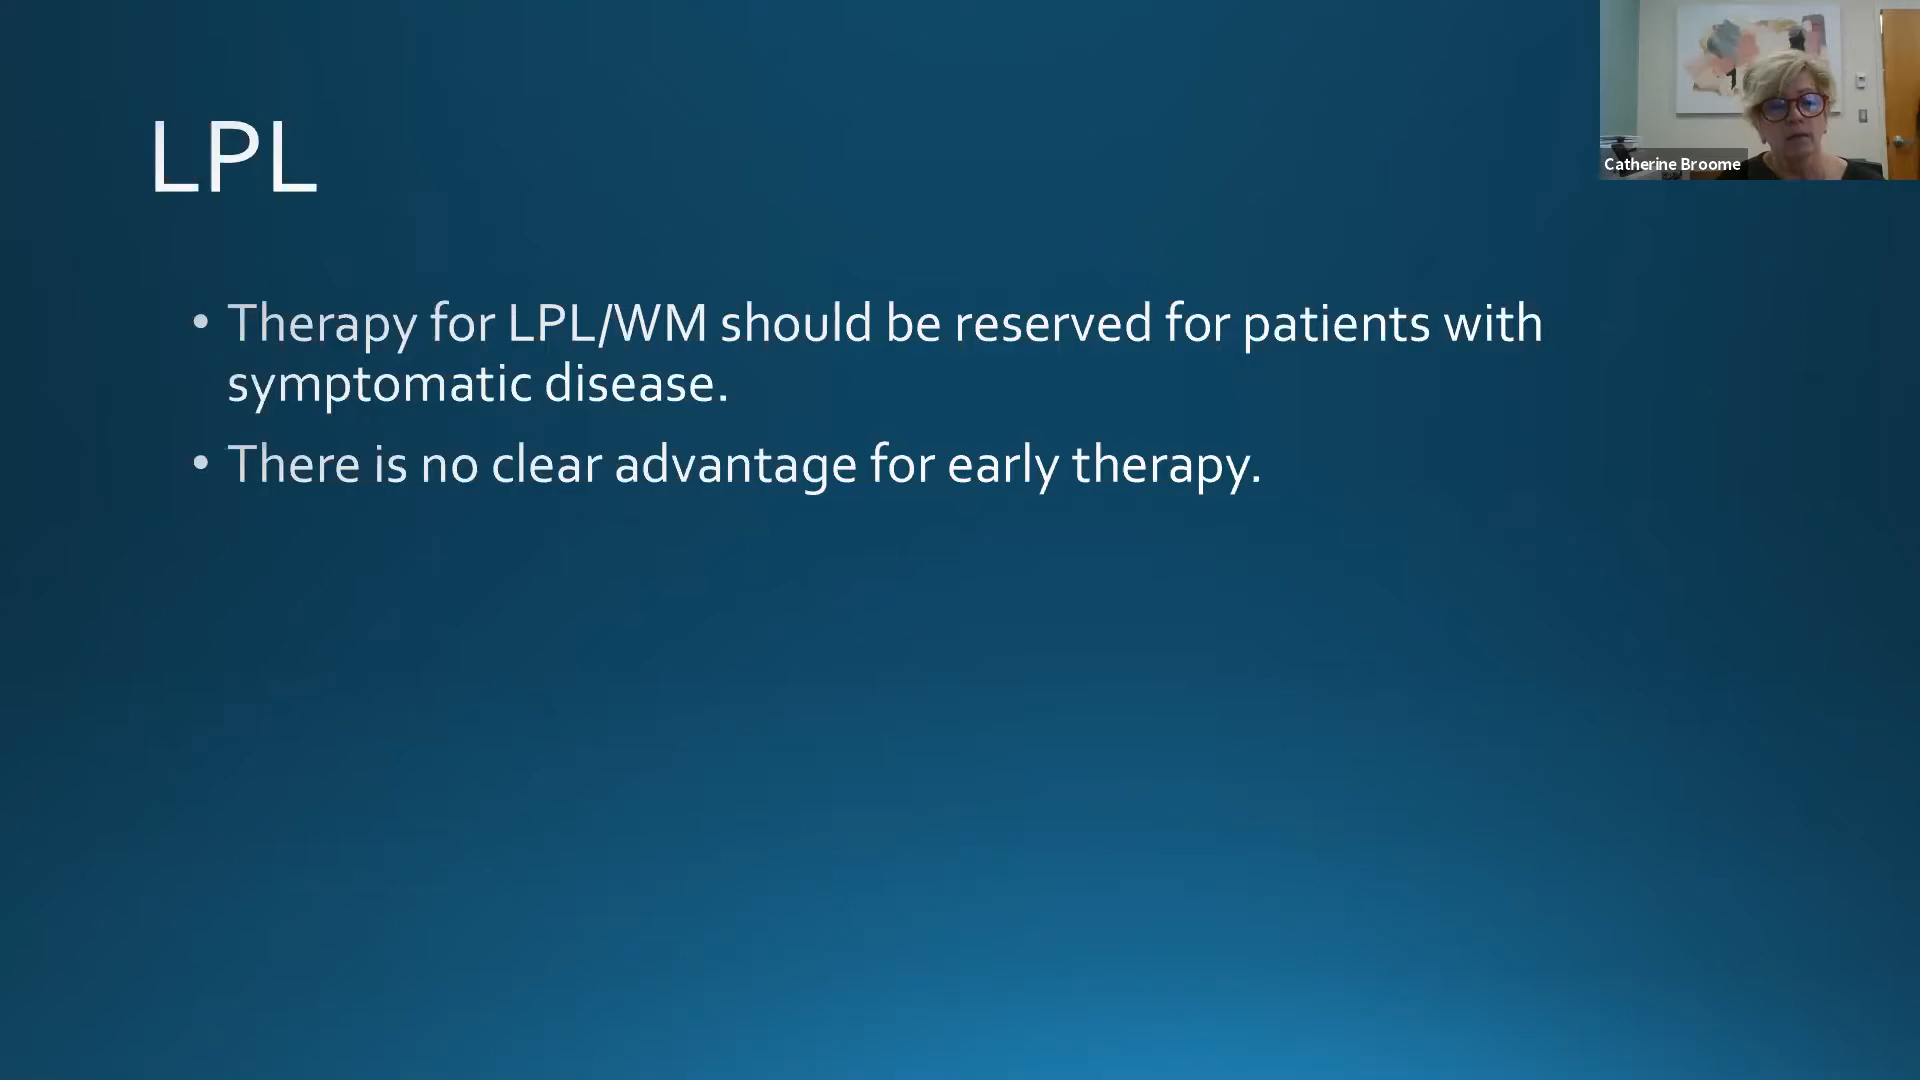 LPL
Catherine Broome
• Therapy for LPL/WM should be reserved for patients with
symptomatic disease.
• There is no clear advantage for early therapy.